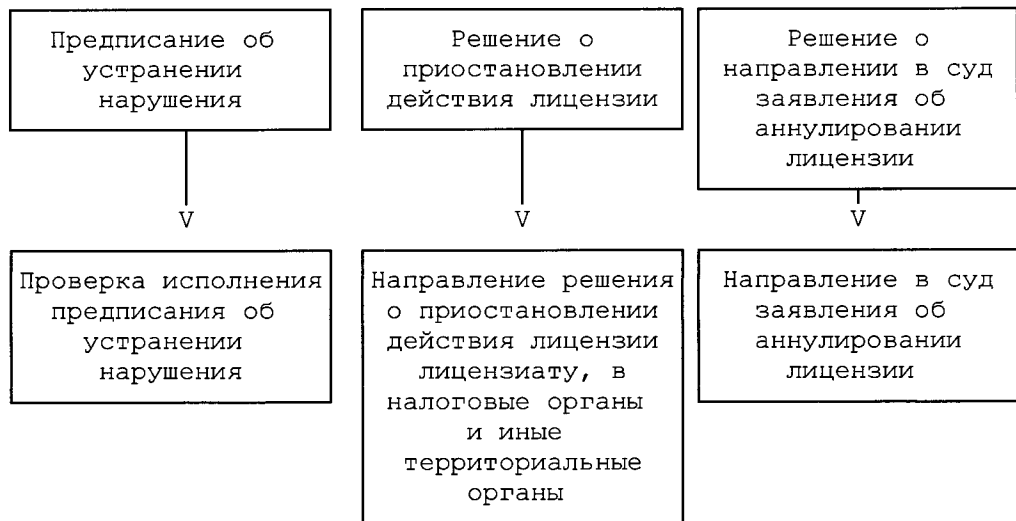 Предписание об
устранении
нарушения
Решение о
приостановлении
действия лицензии
Решение о
направлении в суд
заявления об
аннулировании
лицензии
V
V
V
Проверка исполнения
предписания об
устранении
нарушения
Направление решения
о приостановлении
действия лицензии
лицензиату, в
налоговые органы
и иные
территориальные
органы
Направление в суд
заявления об
аннулировании
лицензии